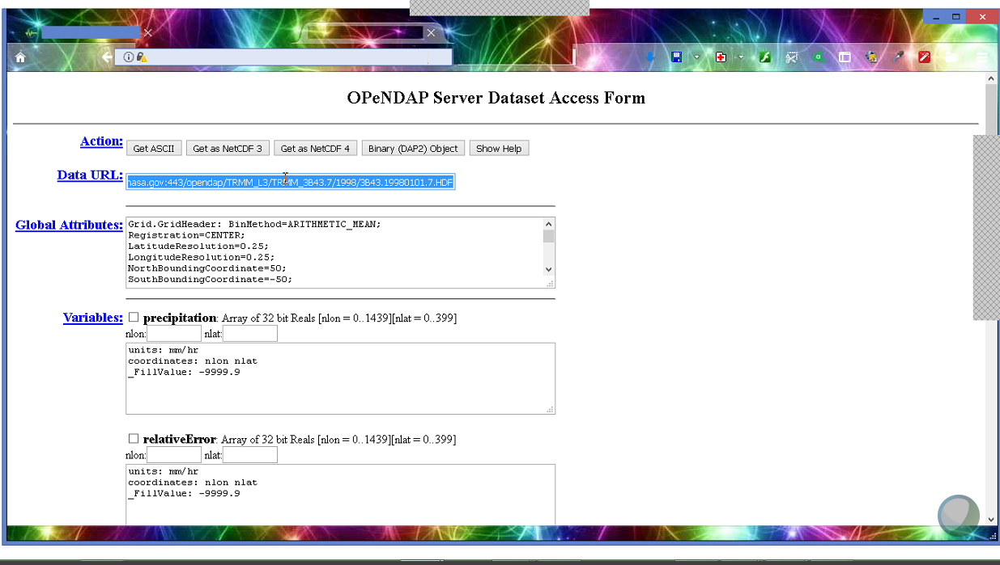 OPeNDAP Server Dataset Access Form
Action: Get ASCII Get as NetCDF 3 Get as NetCDF 4 Binary (DAP2) Object Show Help
Data URL: nasa.gov:443/opendap/TRMM_L3/TRMM_3B43.7/1998/3B43.19980101.7.HDF
Global Attributes: Grid.GridHeader: BinMethod=ARITHMETIC_MEAN;
Registration=CENTER;
LatitudeResolution=0.25;
LongitudeResolution=0.25;
NorthBoundingCoordinate=50;
SouthBoundingCoordinate=-50;
Variables: precipitation: Array of 32 bit Reals [nlon = 0..1439][nlat = 0..399]
nlon: nlat:
units: mm/hr
coordinates: nlon nlat
_FillValue: -9999.9
relativeError: Array of 32 bit Reals [nlon = 0..1439][nlat = 0..399]
nlon: nlat:
units: mm/hr
coordinates: nlon nlat
_FillValue: -9999.9